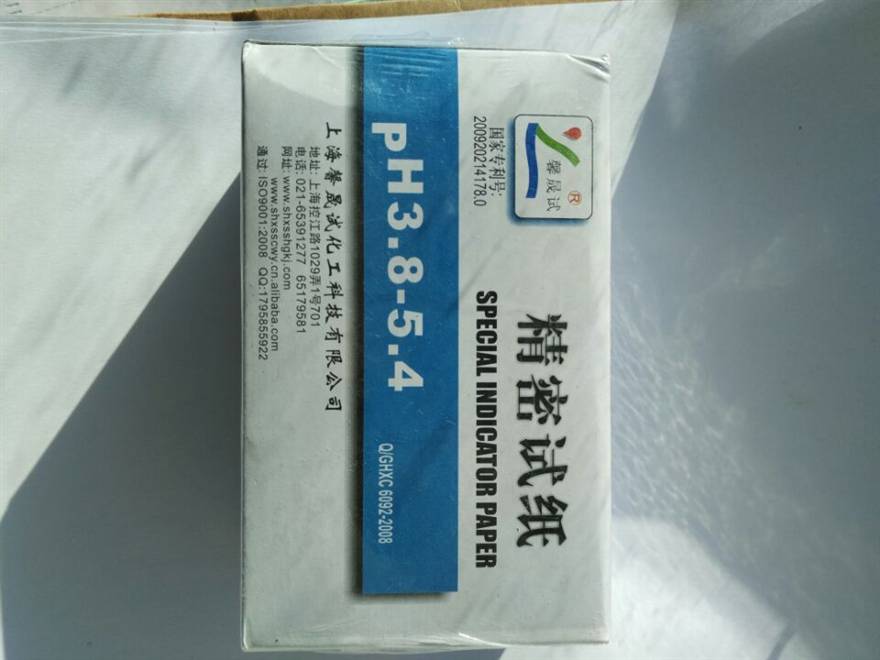 馨晟试
®
国家专利号:
200920214178.0
精密试纸
SPECIAL INDICATOR PAPER
pH3.8-5.4
Q/GHXC 6092-2008
上海馨晟试化工科技有限公司
地址: 上海控江路1029弄1号701
电话: 021-65391277 65179581
网址: www.shxsshgkj.com
www.shxsscwy.cn.alibaba.com
通过: ISO9001:2008 QQ:1795855922